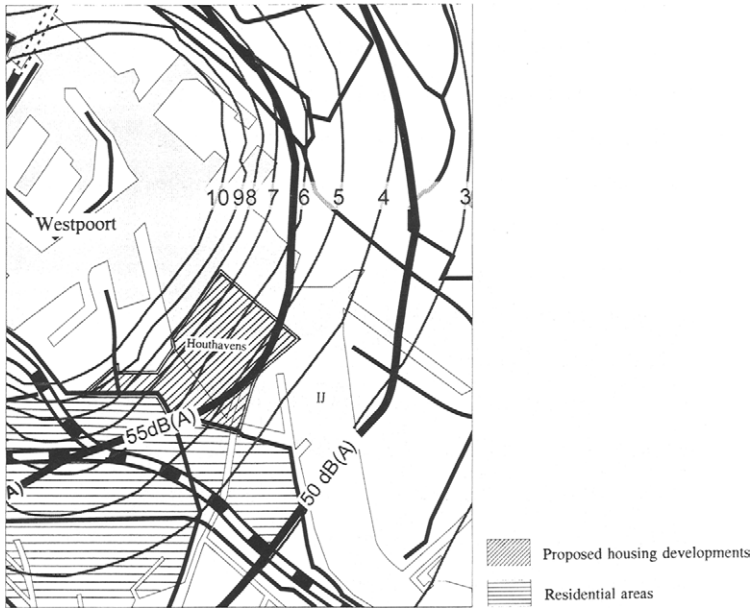 10 9 8 7 6 5 4 3
Westpoort
Houthavens
IJ
55dB(A)
50 dB(A)
A)
Proposed housing developments
Residential areas